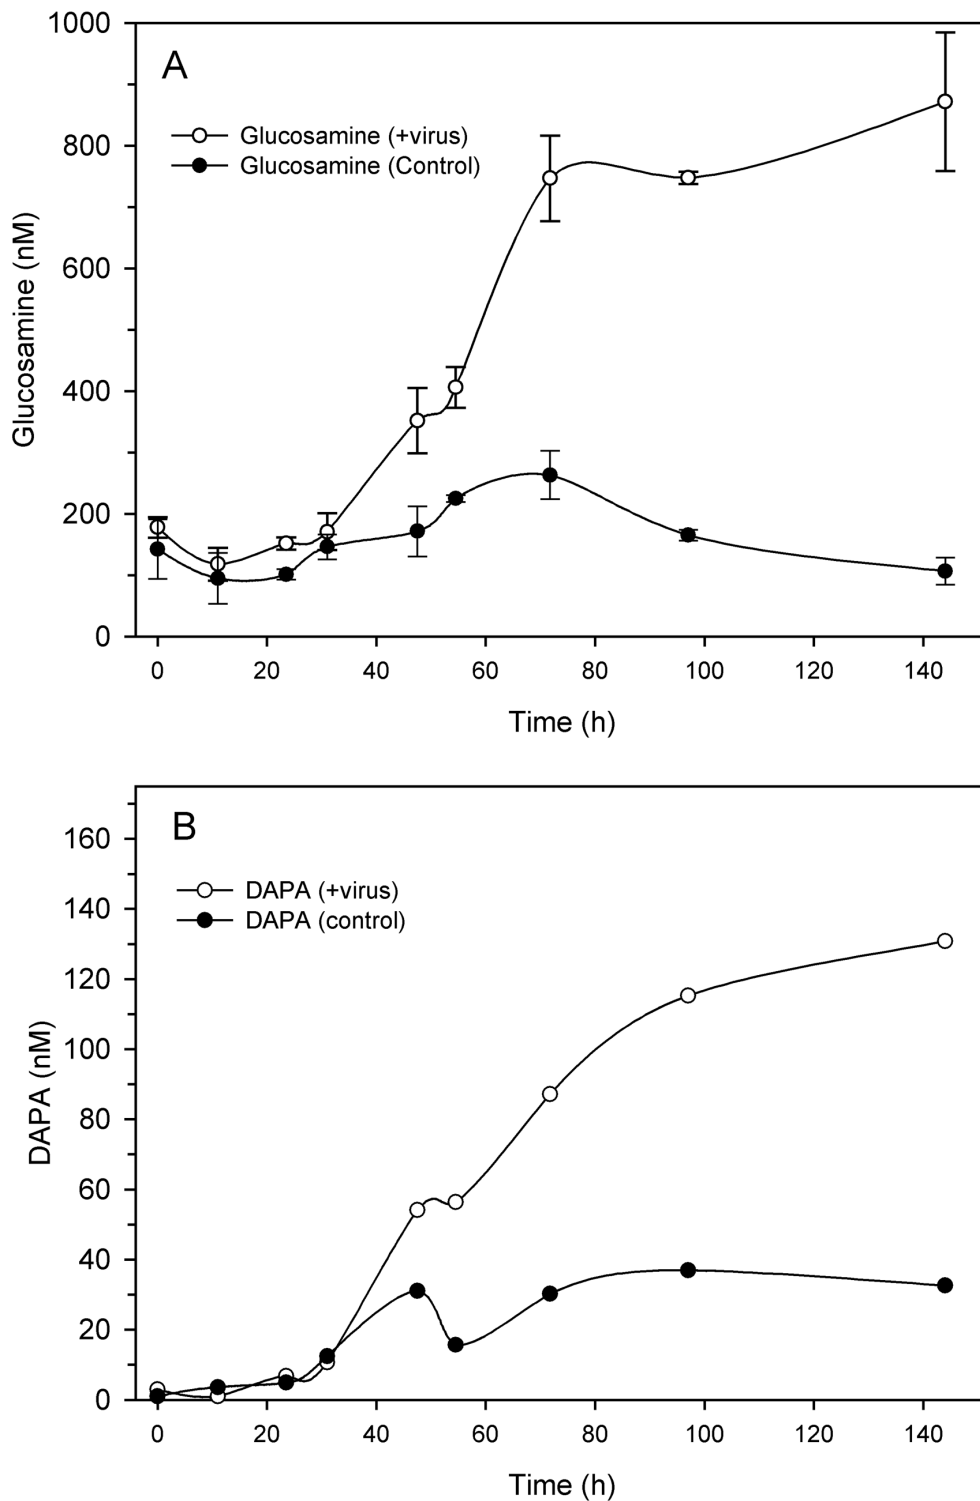 A
Glucosamine (+virus)
Glucosamine (Control)
1000
800
600
400
200
0
Glucosamine (nM)
0 20 40 60 80 100 120 140
Time (h)
B
DAPA (+virus)
DAPA (control)
160
140
120
100
80
60
40
20
0
DAPA (nM)
0 20 40 60 80 100 120 140
Time (h)